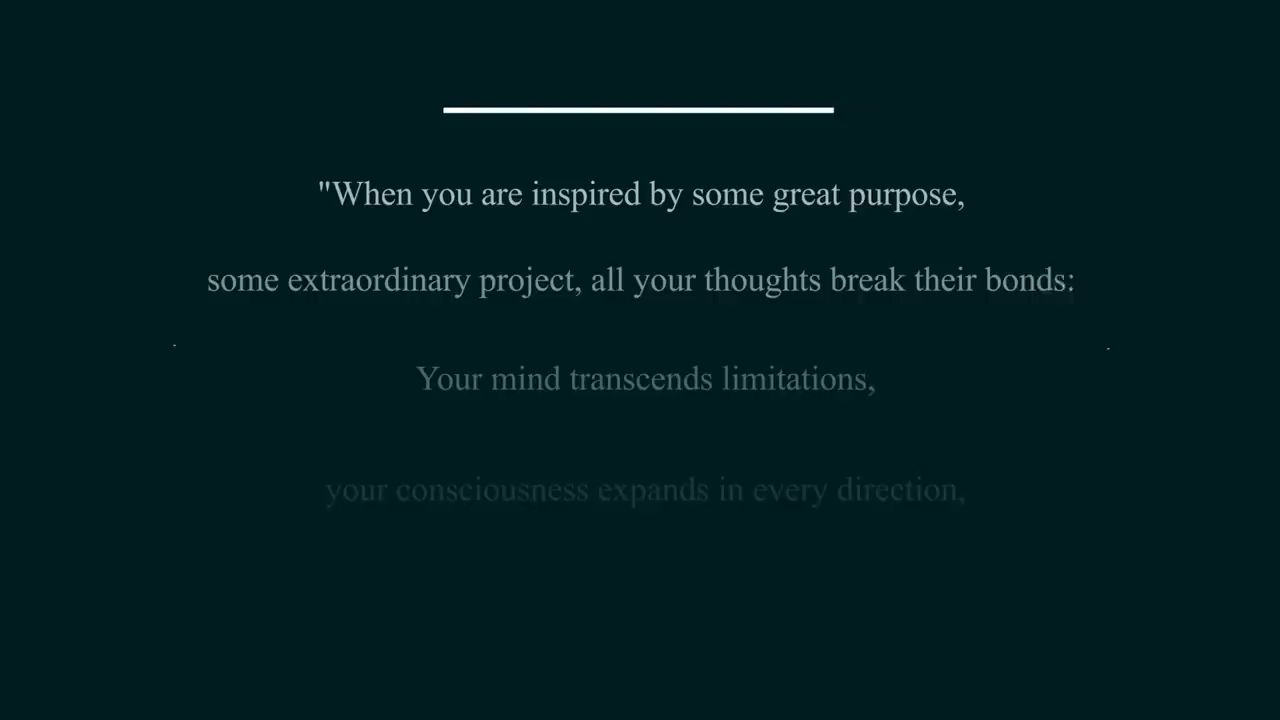 "When you are inspired by some great purpose,
some extraordinary project, all your thoughts break their bonds:
Your mind transcends limitations,
your consciousness expands in every direction,